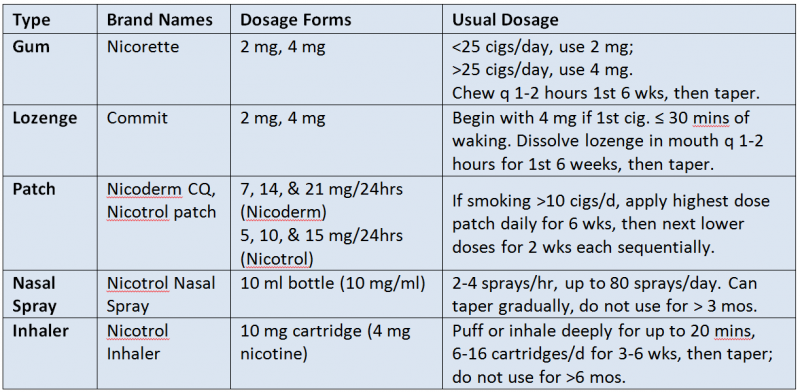 Type Brand Names Dosage Forms Usual Dosage
Gum Nicorette 2 mg, 4 mg <25 cigs/day, use 2 mg;
>25 cigs/day, use 4 mg.
Chew q 1-2 hours 1st 6 wks, then taper.
Lozenge Commit 2 mg, 4 mg Begin with 4 mg if 1st cig. ≤ 30 mins of
waking. Dissolve lozenge in mouth q 1-2
hours for 1st 6 weeks, then taper.
Patch Nicoderm CQ,
Nicotrol patch
7, 14, & 21 mg/24hrs
(Nicoderm)
5, 10, & 15 mg/24hrs
(Nicotrol)
If smoking >10 cigs/d, apply highest dose
patch daily for 6 wks, then next lower
doses for 2 wks each sequentially.
Nasal
Spray
Nicotrol Nasal
Spray
10 ml bottle (10 mg/ml)
2-4 sprays/hr, up to 80 sprays/day. Can
taper gradually, do not use for > 3 mos.
Inhaler
Nicotrol
Inhaler
10 mg cartridge (4 mg
nicotine)
Puff or inhale deeply for up to 20 mins,
6-16 cartridges/d for 3-6 wks, then taper;
do not use for >6 mos.